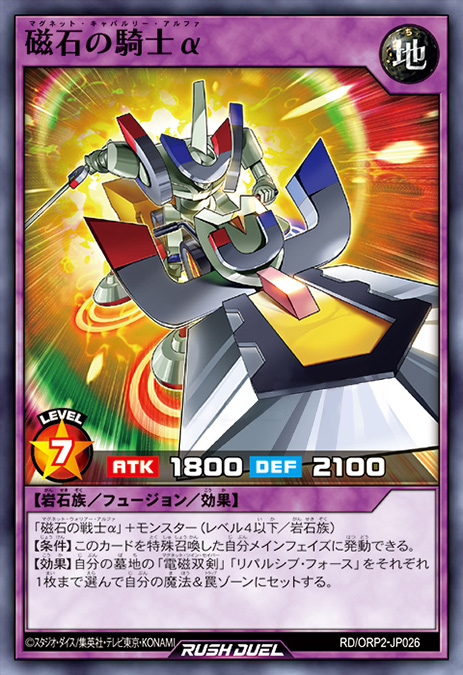 マグネット・キャバルリー・アルファ
磁石の騎士α
地
LEVEL
7
ATK 1800 DEF 2100
【岩石族/フュージョン/効果】
「磁石の戦士α」+モンスター(レベル4以下/岩石族)
【条件】このカードを特殊召喚した自分メインフェイズに発動できる。
【効果】自分の墓地の「電磁双剣」「リパルシブ・フォース」をそれぞれ
1枚まで選んで自分の魔法&罠ゾーンにセットする。
©スタジオ・ダイス/集英社・テレビ東京・KONAMI
RUSH DUEL
RD/ORP2-JP026